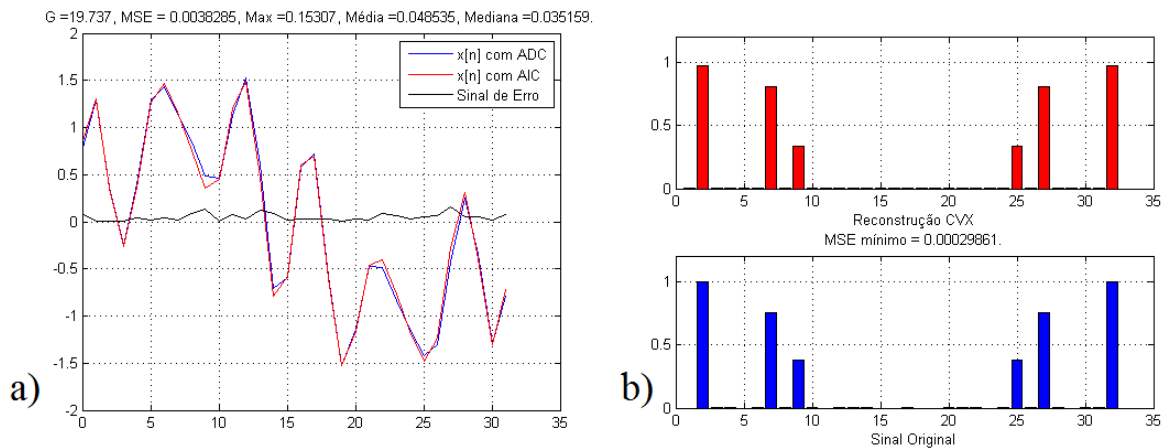 G =19.737, MSE = 0.0038285, Max =0.15307, Média =0.048535, Mediana =0.035159.
2
1.5
1
0.5
0
-0.5
-1
-1.5
-2
0 5 10 15 20 25 30 35
x[n] com ADC
x[n] com AIC
Sinal de Erro
a)
1
0.5
0
0 5 10 15 20 25 30 35
Reconstrução CVX
MSE mínimo = 0.00029861.
1
0.5
0
0 5 10 15 20 25 30 35
Sinal Original
b)